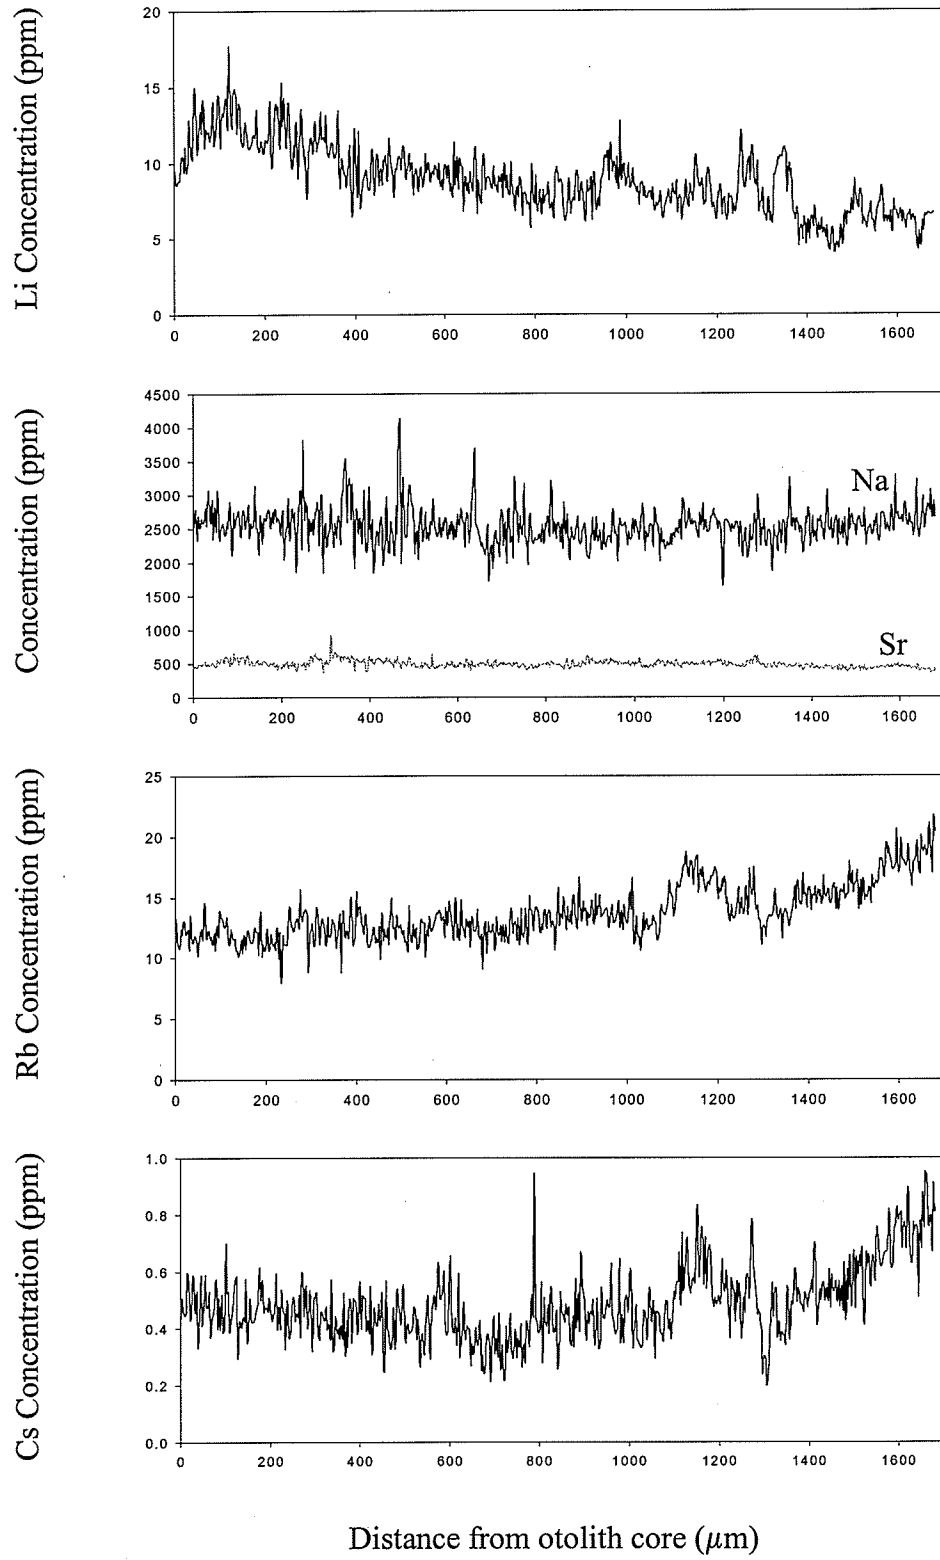 Li Concentration (ppm)
20
15
10
5
0
0 200 400 600 800 1000 1200 1400 1600
Concentration (ppm)
4500
4000
3500
3000
2500
2000
1500
1000
500
0
Na
Sr
0 200 400 600 800 1000 1200 1400 1600
Rb Concentration (ppm)
25
20
15
10
5
0
0 200 400 600 800 1000 1200 1400 1600
Cs Concentration (ppm)
1.0
0.8
0.6
0.4
0.2
0.0
0 200 400 600 800 1000 1200 1400 1600
Distance from otolith core (µm)